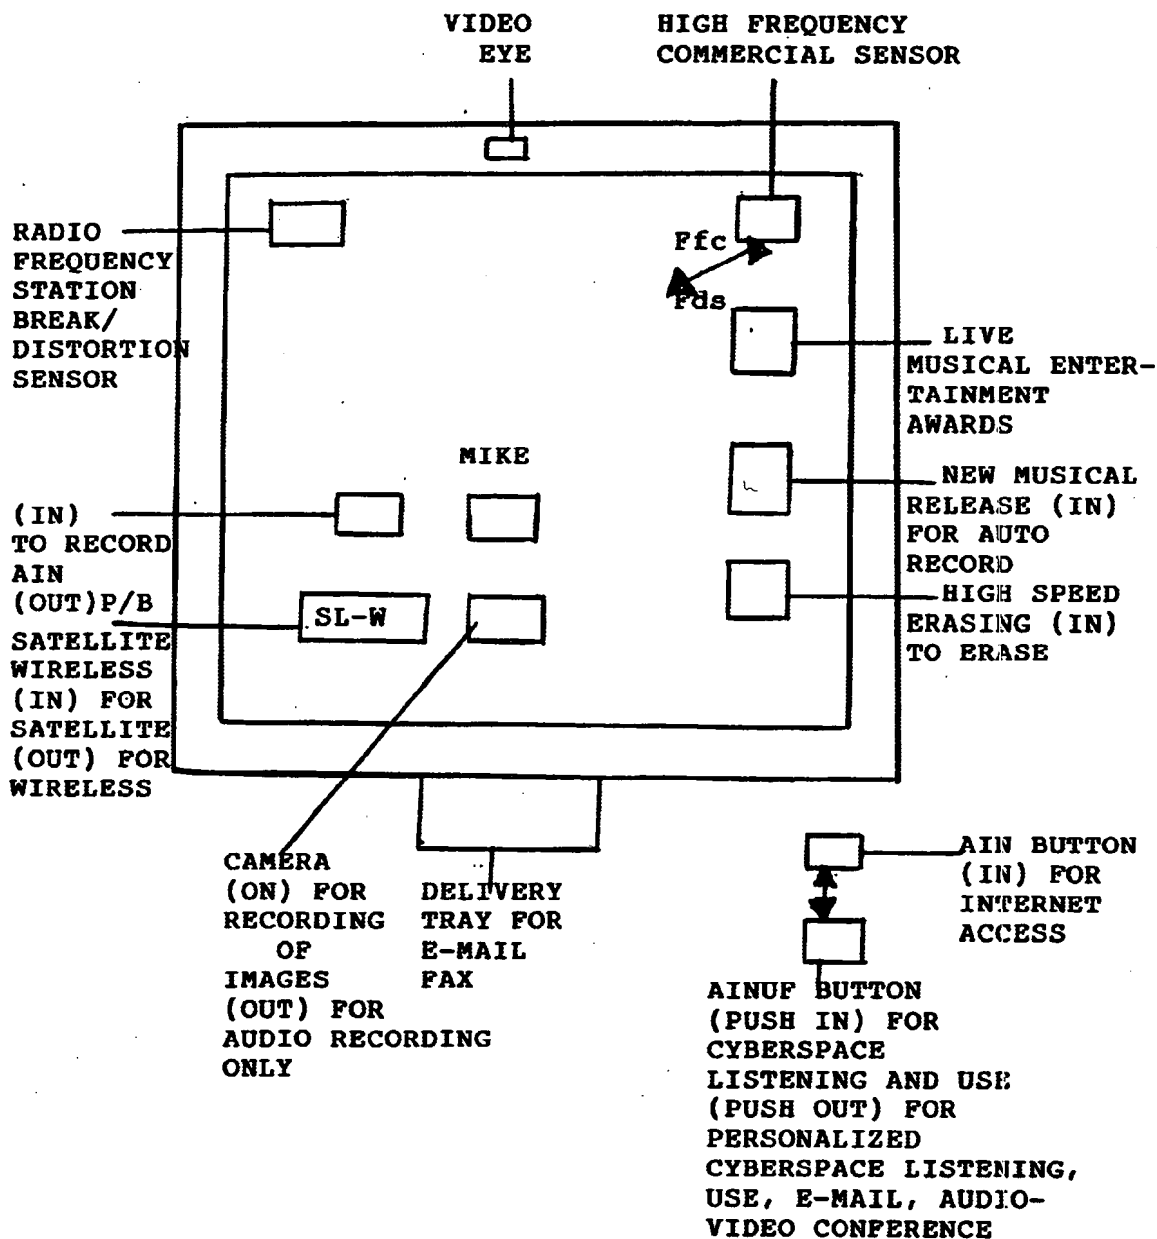 VIDEO
EYE
HIGH FREQUENCY
COMMERCIAL SENSOR
RADIO
FREQUENCY
STATION
BREAK/
DISTORTION
SENSOR
Ffc
Fds
LIVE
MUSICAL ENTER-
TAINMENT
AWARDS
MIKE
NEW MUSICAL
RELEASE (IN)
FOR AUTO
RECORD
HIGH SPEED
ERASING (IN)
TO ERASE
(IN)
TO RECORD
AIN
(OUT)P/B
SL-W
SATELLITE
WIRELESS
(IN) FOR
SATELLITE
(OUT) FOR
WIRELESS
CAMERA
(ON) FOR
RECORDING
OF
IMAGES
(OUT) FOR
AUDIO RECORDING
ONLY
DELIVERY
TRAY FOR
E-MAIL
FAX
AIN BUTTON
(IN) FOR
INTERNET
ACCESS
AINUF BUTTON
(PUSH IN) FOR
CYBERSPACE
LISTENING AND USE
(PUSH OUT) FOR
PERSONALIZED
CYBERSPACE LISTENING,
USE, E-MAIL, AUDIO-
VIDEO CONFERENCE